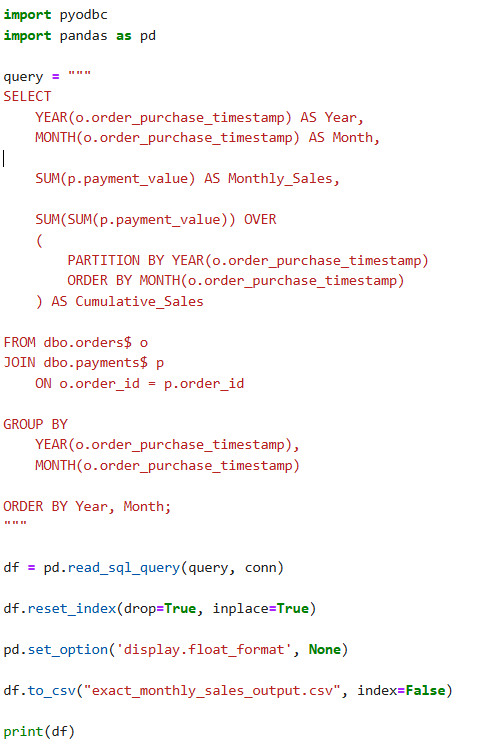 import pyodbc
import pandas as pd
query = """
SELECT
    YEAR(o.order_purchase_timestamp) AS Year,
    MONTH(o.order_purchase_timestamp) AS Month,
    SUM(p.payment_value) AS Monthly_Sales,
    SUM(SUM(p.payment_value)) OVER
    (
        PARTITION BY YEAR(o.order_purchase_timestamp)
        ORDER BY MONTH(o.order_purchase_timestamp)
    ) AS Cumulative_Sales
FROM dbo.orders$ o
JOIN dbo.payments$ p
    ON o.order_id = p.order_id
GROUP BY
    YEAR(o.order_purchase_timestamp),
    MONTH(o.order_purchase_timestamp)
ORDER BY Year, Month;
"""
df = pd.read_sql_query(query, conn)
df.reset_index(drop=True, inplace=True)
pd.set_option('display.float_format', None)
df.to_csv("exact_monthly_sales_output.csv", index=False)
print(df)